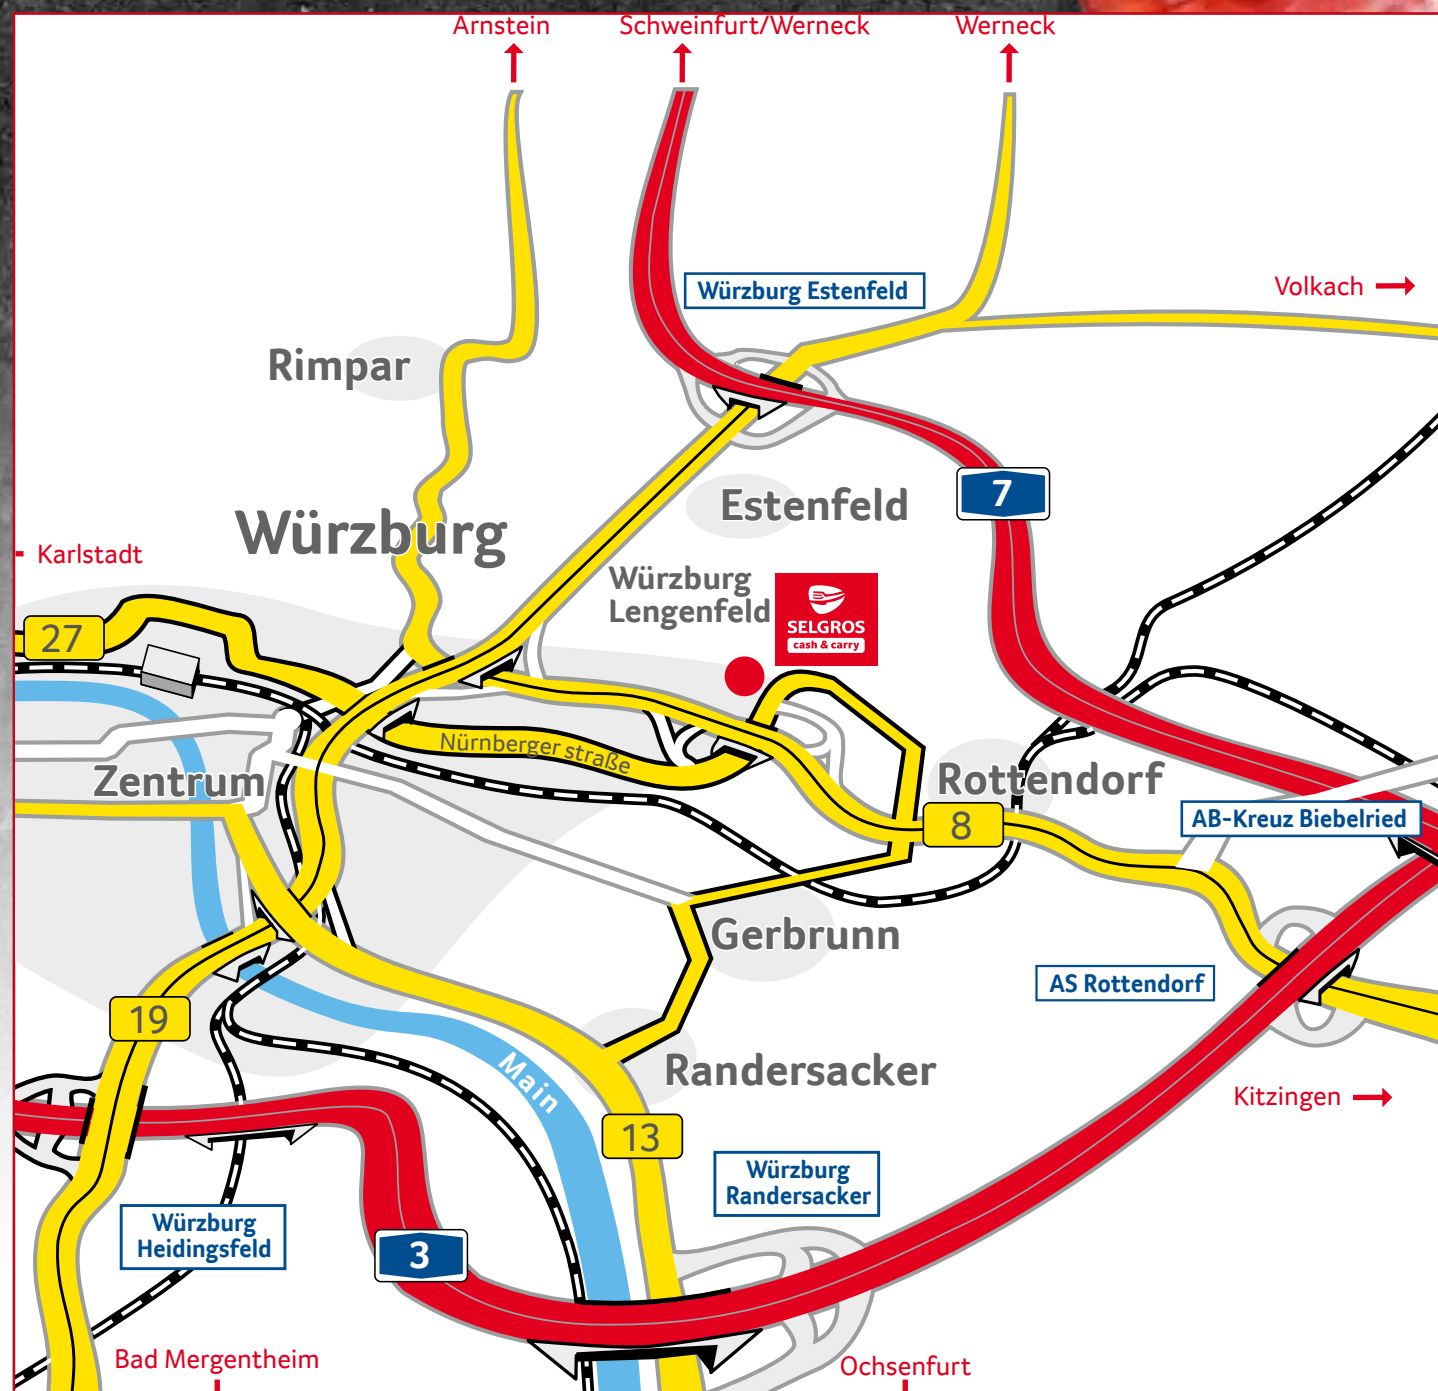 Arnstein
Schweinfurt/Werneck
Werneck
Volkach
Würzburg Estenfeld
Rimpar
7
Estenfeld
Würzburg
Karlstadt
Würzburg
Lengenfeld
SELGROS
cash & carry
27
Nürnberger straße
Zentrum
Rottendorf
8
AB-Kreuz Biebelried
Gerbrunn
AS Rottendorf
19
Main
Randersacker
Kitzingen
13
Würzburg
Randersacker
Würzburg
Heidingsfeld
3
Bad Mergentheim
Ochsenfurt